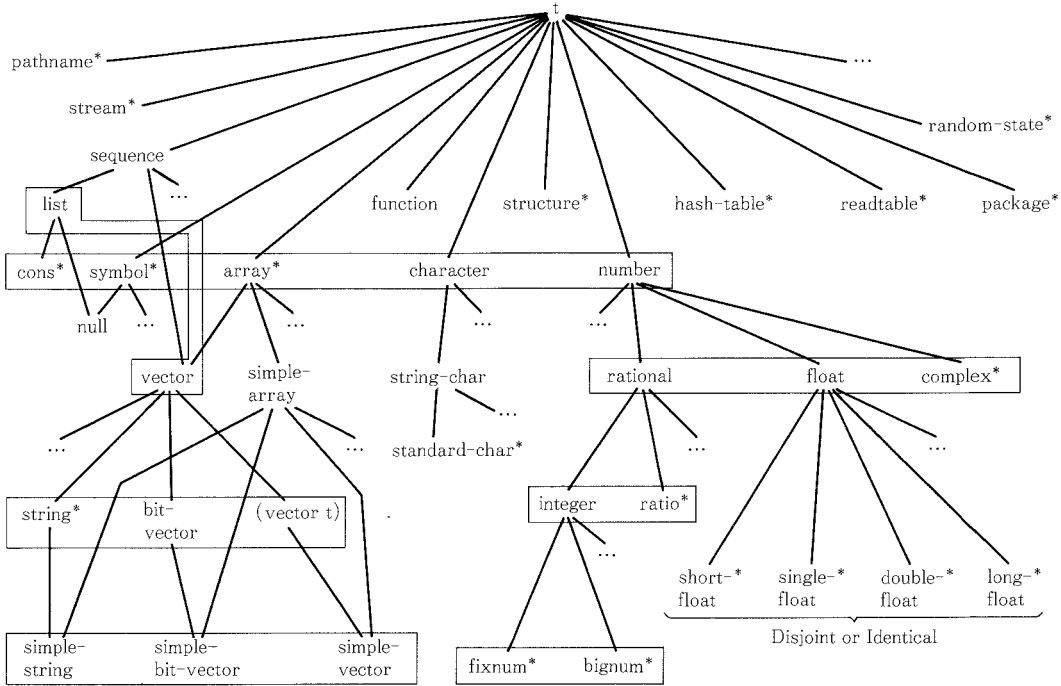 t
pathname*
...
stream*
random-state*
sequence
list
...
function
structure*
hash-table*
readtable*
package*
cons*
symbol*
array*
character
number
null
...
...
...
...
vector
simple-
array
string-char
rational
float
complex*
...
...
...
standard-char*
...
...
string*
bit-
vector
(vector t)
integer
ratio*
...
short-*
float
single-*
float
double-*
float
long-*
float
Disjoint or Identical
simple-
string
simple-
bit-vector
simple-
vector
fixnum*
bignum*